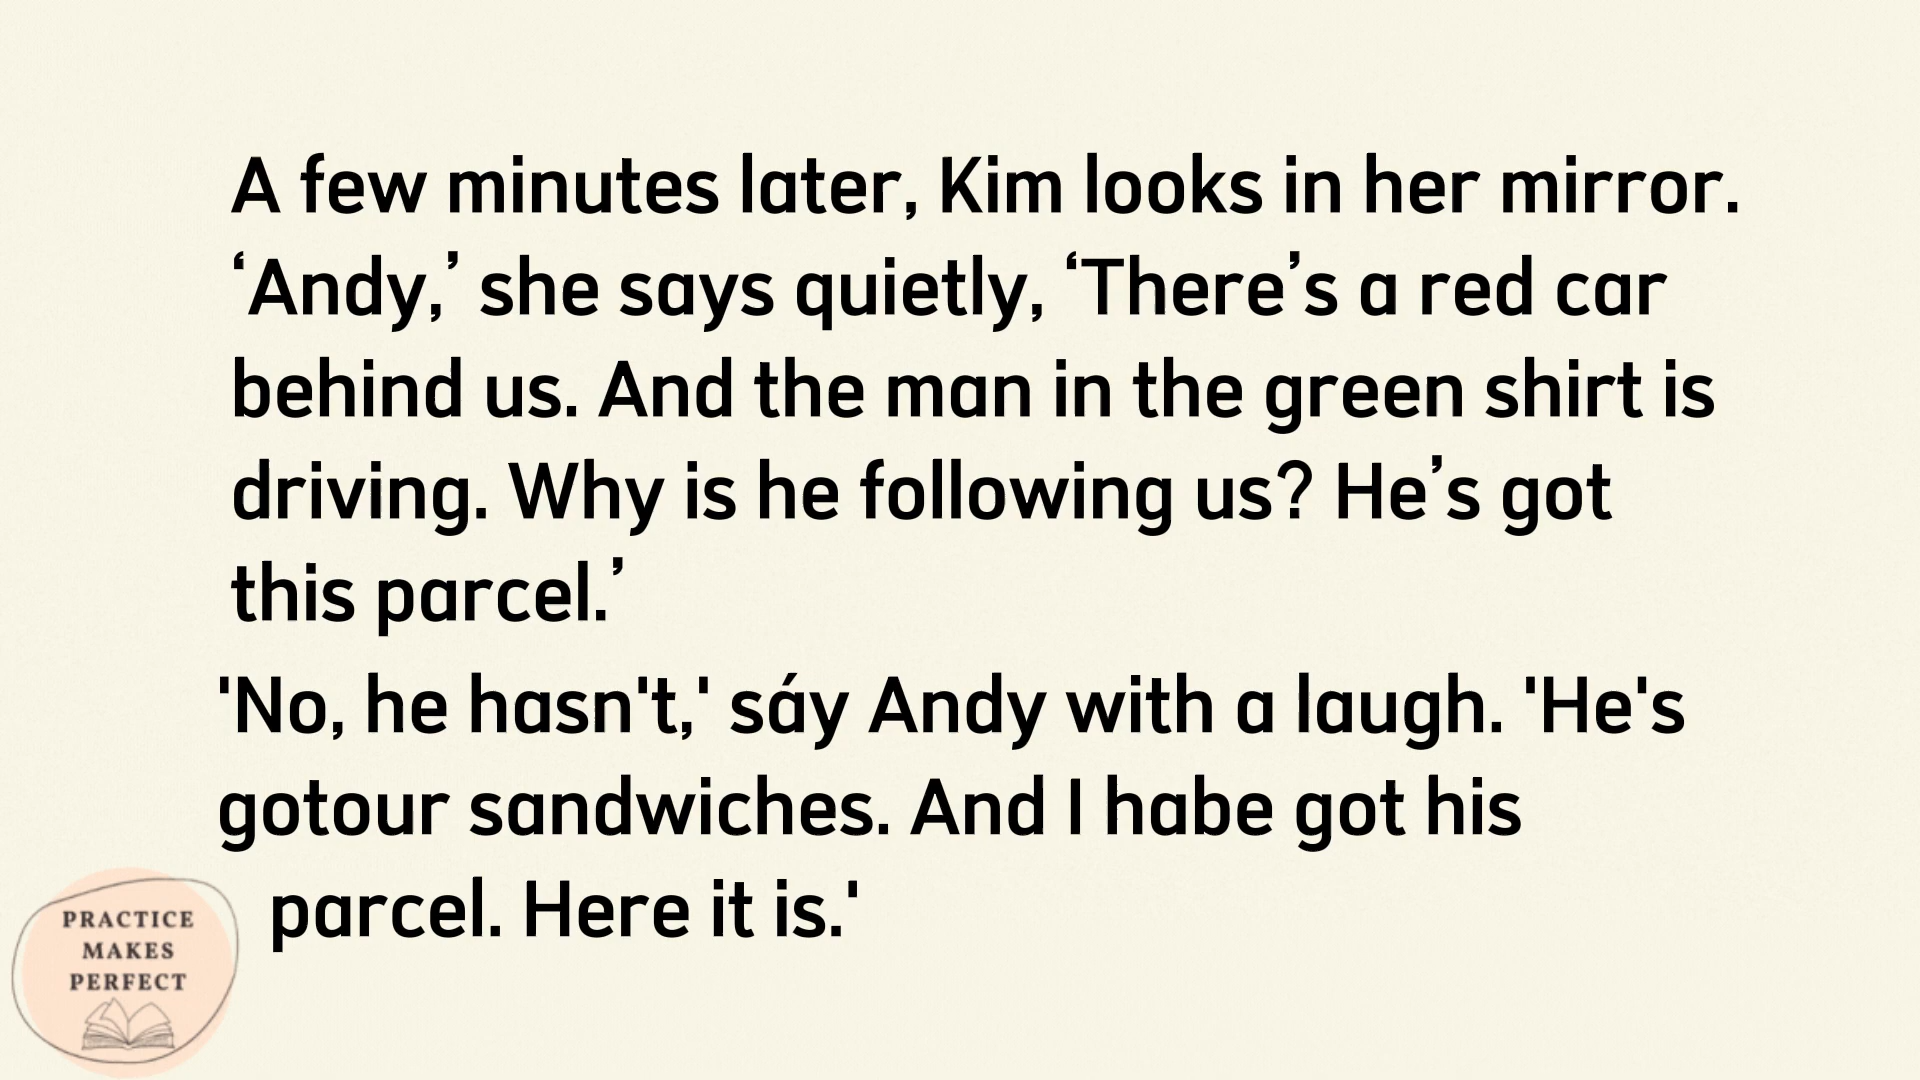 A few minutes later, Kim looks in her mirror.
‘Andy,’ she says quietly, ‘There’s a red car
behind us. And the man in the green shirt is
driving. Why is he following us? He’s got
this parcel.’
'No, he hasn't,' sáy Andy with a laugh. 'He's
gotour sandwiches. And I habe got his
parcel. Here it is.'
PRACTICE
MAKES
PERFECT